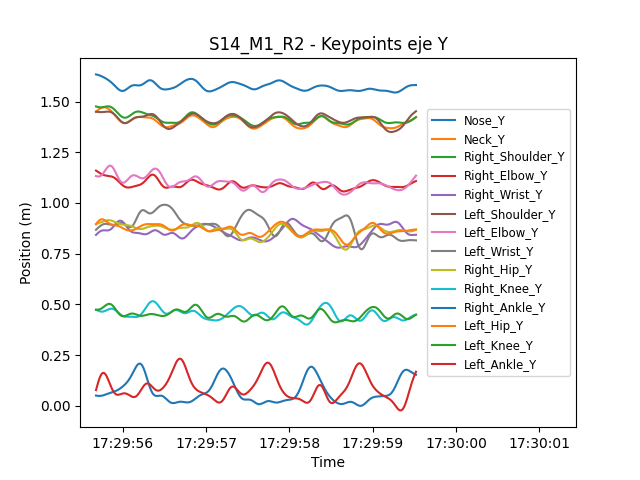 S14_M1_R2 - Keypoints eje Y
Position (m)
1.50
1.25
1.00
0.75
0.50
0.25
0.00
Nose_Y
Neck_Y
Right_Shoulder_Y
Right_Elbow_Y
Right_Wrist_Y
Left_Shoulder_Y
Left_Elbow_Y
Left_Wrist_Y
Right_Hip_Y
Right_Knee_Y
Right_Ankle_Y
Left_Hip_Y
Left_Knee_Y
Left_Ankle_Y
17:29:56 17:29:57 17:29:58 17:29:59 17:30:00 17:30:01
Time